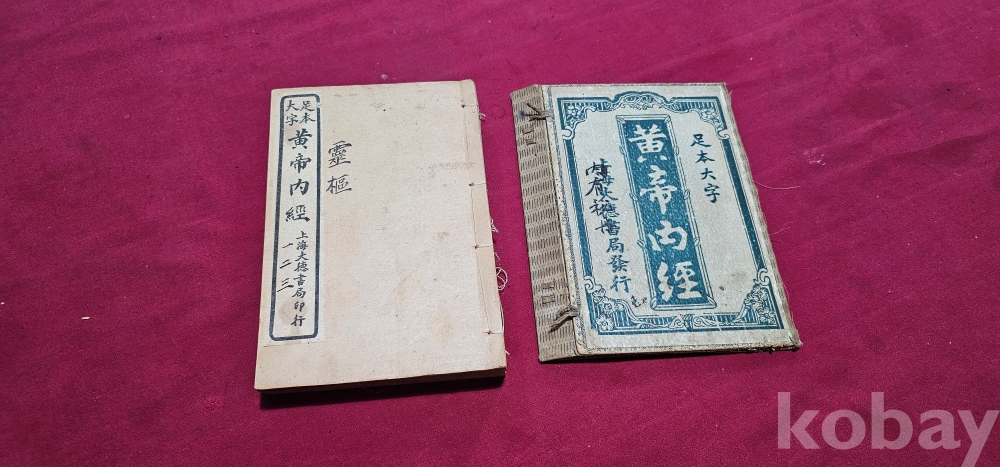 足本
大字
黃帝內經
上海大德書局印行
一二三
靈樞
足本大字
黃帝內經
上海大德書局發行
kobay